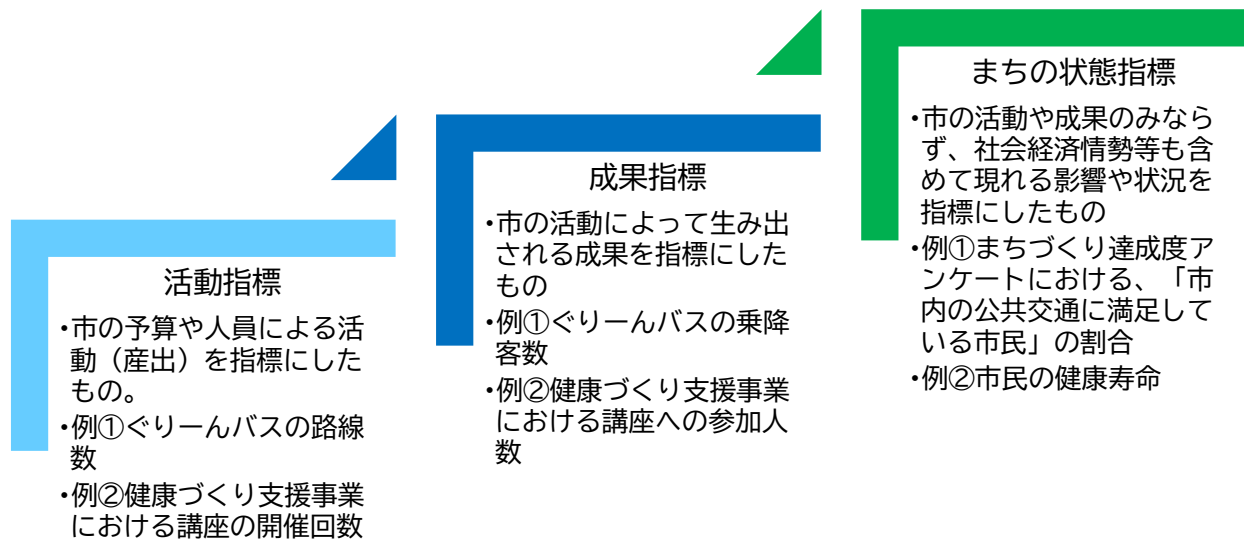 活動指標
・市の予算や人員による活
動（産出）を指標にした
もの。
・例①ぐりーんバスの路線
数
・例②健康づくり支援事業
における講座の開催回数
成果指標
・市の活動によって生み出
される成果を指標にした
もの
・例①ぐりーんバスの乗降
客数
・例②健康づくり支援事業
における講座への参加人
数
まちの状態指標
・市の活動や成果のみなら
ず、社会経済情勢等も含
めて現れる影響や状況を
指標にしたもの
・例①まちづくり達成度ア
ンケートにおける、「市
内の公共交通に満足して
いる市民」の割合
・例②市民の健康寿命